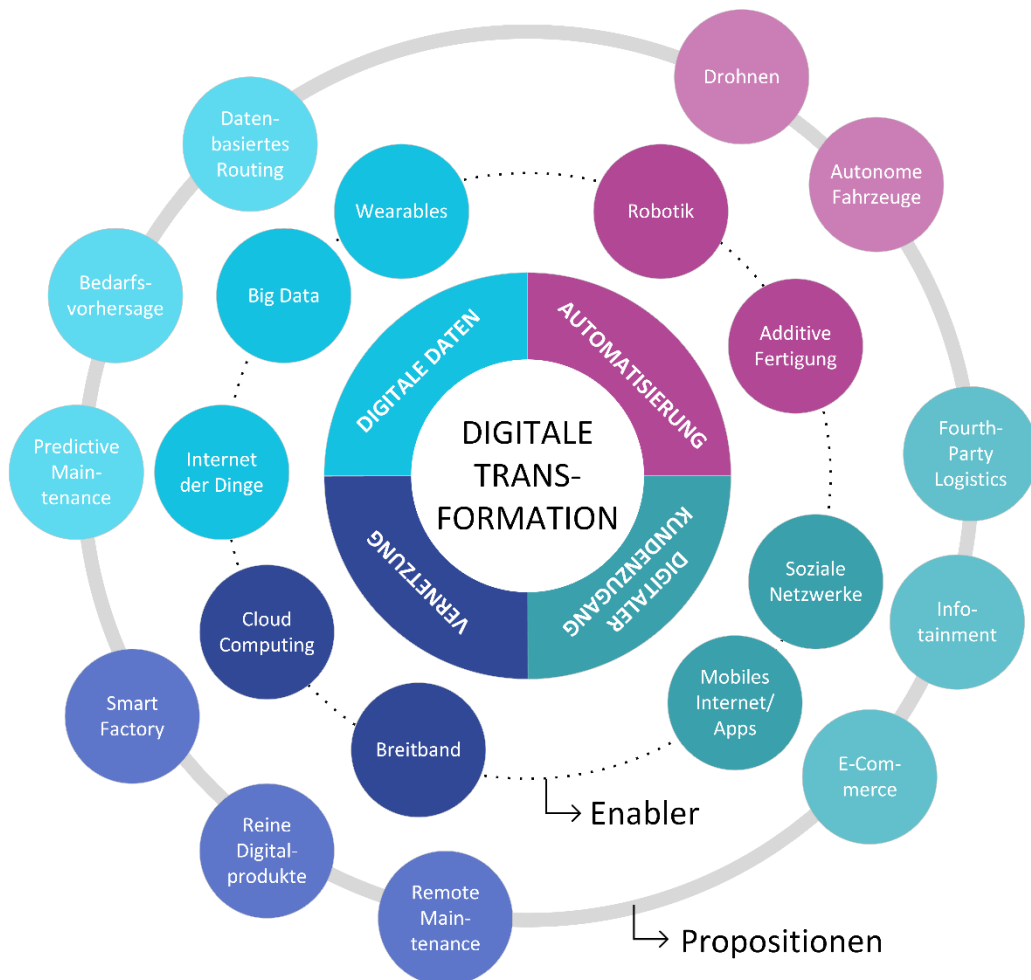 Drohnen
Daten-
basiertes
Routing
Autonome
Fahrzeuge
Wearables
Robotik
Bedarfs-
vorhersage
Big Data
Additive
Fertigung
DIGITALE DATEN
AUTOMATISIERUNG
DIGITALE
TRANS-
FORMATION
Predictive
Main-
tenance
Internet
der Dinge
Fourth-
Party
Logistics
VERNETZUNG
DIGITALER
KUNDENZUGANG
Soziale
Netzwerke
Info-
tainment
Cloud
Computing
Mobiles
Internet/
Apps
Smart
Factory
Breitband
E-Com-
merce
Enabler
Reine
Digital-
produkte
Remote
Main-
tenance
Propositionen